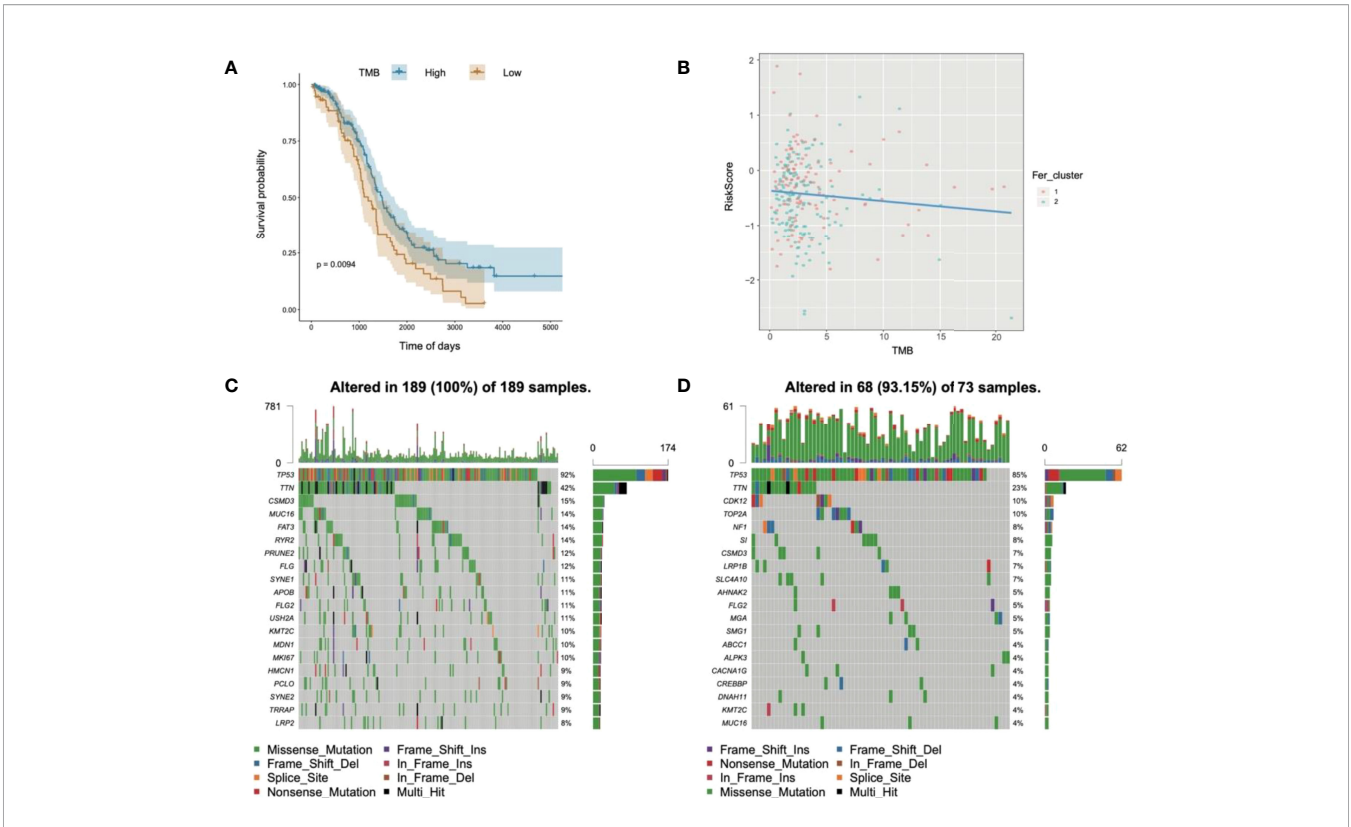 A
TMB High Low
1.00
0.75
0.50
0.25
0.00
Survival probability
p = 0.0094
0 1000 2000 3000 4000 5000
Time of days
B
2
1
0
−1
−2
RiskScore
0 5 10 15 20
TMB
Fer_cluster
1
2
C
Altered in 189 (100%) of 189 samples.
781
0
0 174
TP53 92%
TTN 42%
CSMD3 15%
MUC16 14%
FAT3 14%
RYR2 14%
PRUNE2 12%
FLG 12%
SYNE1 11%
APOB 11%
FLG2 11%
USH2A 11%
KMT2C 10%
MDN1 10%
MKI67 10%
HMCN1 9%
PCLO 9%
SYNE2 9%
TRRAP 9%
LRP2 8%
Missense_Mutation Frame_Shift_Ins
Frame_Shift_Del In_Frame_Ins
Splice_Site In_Frame_Del
Nonsense_Mutation Multi_Hit
D
Altered in 68 (93.15%) of 73 samples.
61
0
0 62
TP53 85%
TTN 23%
CDK12 10%
TOP2A 10%
NF1 8%
SI 8%
CSMD3 7%
LRP1B 7%
SLC4A10 7%
AHNAK2 5%
FLG2 5%
MGA 5%
SMG1 5%
ABCC1 4%
ALPK3 4%
CACNA1G 4%
CREBBP 4%
DNAH11 4%
KMT2C 4%
MUC16 4%
Frame_Shift_Ins Frame_Shift_Del
Nonsense_Mutation In_Frame_Del
In_Frame_Ins Splice_Site
Missense_Mutation Multi_Hit